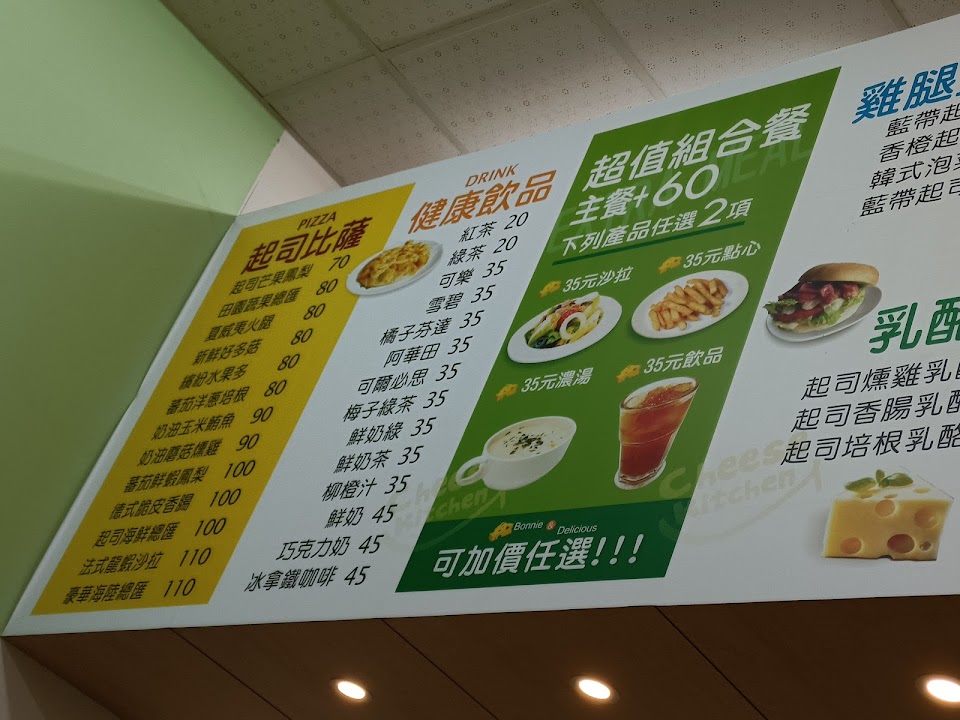 PIZZA
起司比薩
起司芒果鳳梨 70
田園蔬果總匯 80
夏威夷火腿 80
新鮮好多菇 80
繽紛水果多 80
蕃茄洋蔥培根 80
奶油玉米鮪魚 90
奶油蘑菇燻雞 90
蕃茄鮮蝦鳳梨 100
德式脆皮香腸 100
起司海鮮總匯 100
法式龍蝦沙拉 110
豪華海陸總匯 110
DRINK
健康飲品
紅茶 20
綠茶 20
可樂 35
雪碧 35
橘子芬達 35
阿華田 35
可爾必思 35
梅子綠茶 35
鮮奶綠 35
鮮奶茶 35
柳橙汁 35
鮮奶 45
巧克力奶 45
冰拿鐵咖啡 45
超值組合餐
主餐+60
下列產品任選2項
35元沙拉
35元點心
35元濃湯
35元飲品
Bonnie & Delicious
可加價任選!!!
雞腿
藍帶起
香橙起
韓式泡
藍帶起司
乳酪
起司燻雞乳酪
起司香腸乳酪
起司培根乳酪